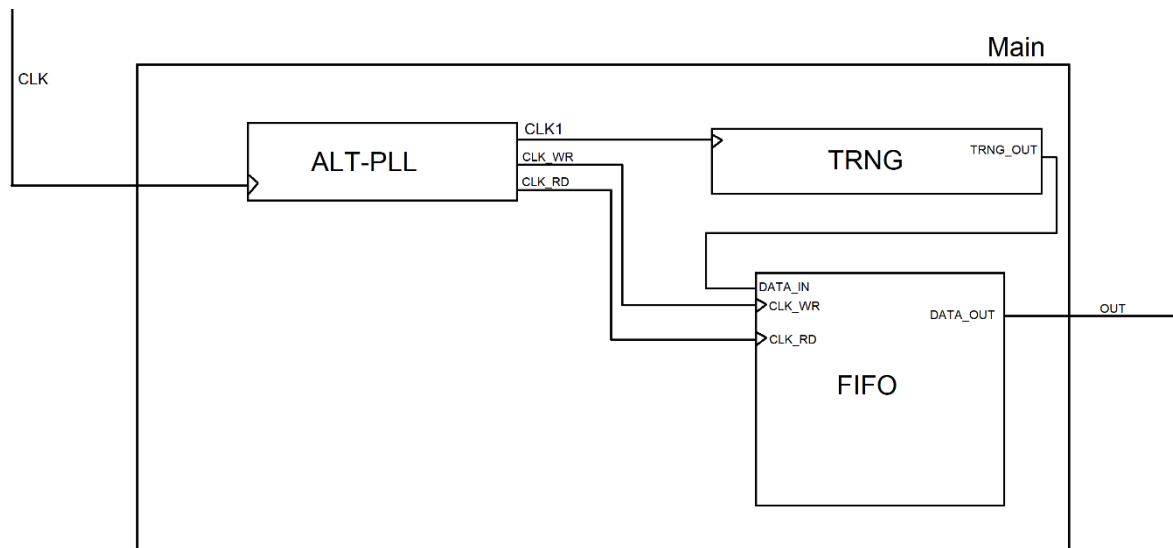 Main
CLK
ALT-PLL
CLK1
CLK_WR
CLK_RD
TRNG
TRNG_OUT
DATA_IN
CLK_WR
CLK_RD
DATA_OUT
FIFO
OUT